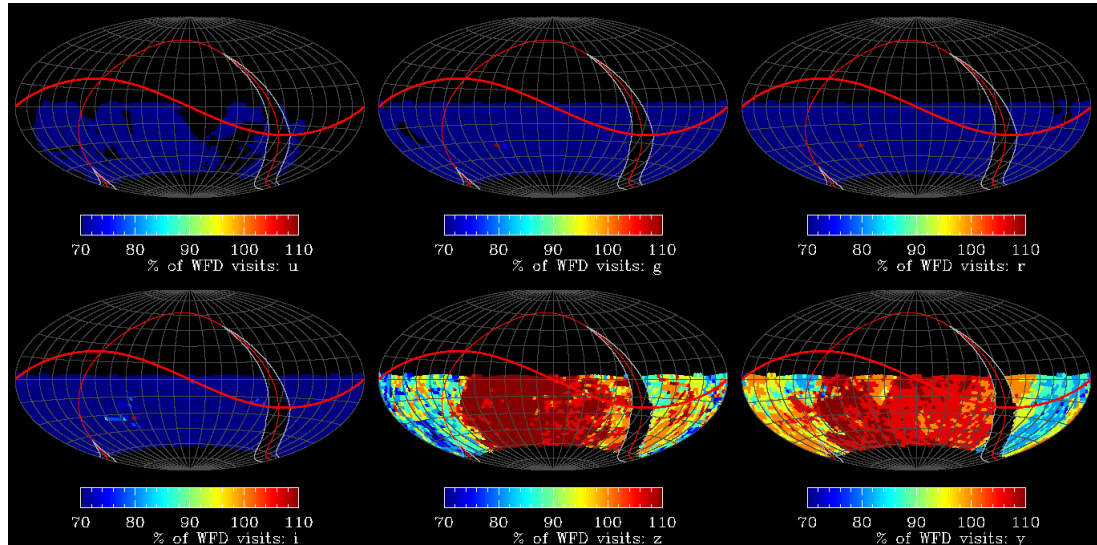 70 80 90 100 110
% of WFD visits: u
70 80 90 100 110
% of WFD visits: g
70 80 90 100 110
% of WFD visits: r
70 80 90 100 110
% of WFD visits: i
70 80 90 100 110
% of WFD visits: z
70 80 90 100 110
% of WFD visits: y